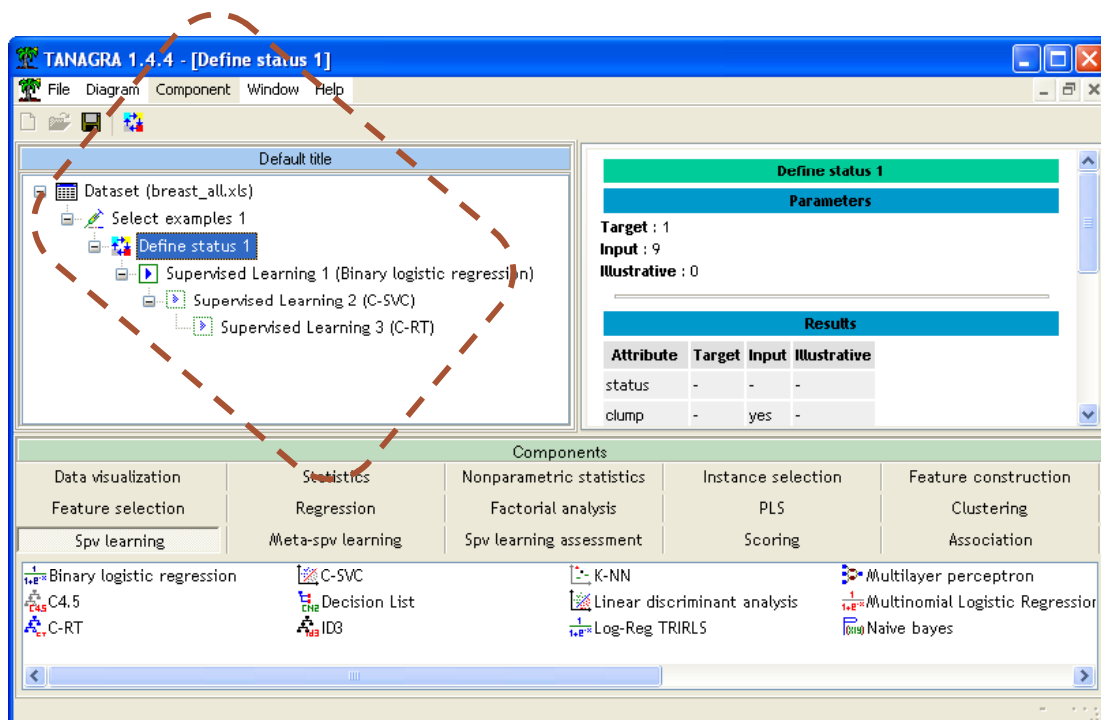 TANAGRA 1.4.4 - [Define status 1]
File Diagram Component Window Help
Default title
Dataset (breast_all.xls)
Select examples 1
Define status 1
Supervised Learning 1 (Binary logistic regression)
Supervised Learning 2 (C-SVC)
Supervised Learning 3 (C-RT)
Define status 1
Parameters
Target : 1
Input : 9
Illustrative : 0
Results
Attribute Target Input Illustrative
status - - -
clump - yes -
Components
Data visualization Statistics Nonparametric statistics Instance selection Feature construction
Feature selection Regression Factorial analysis PLS Clustering
Spv learning Meta-spv learning Spv learning assessment Scoring Association
Binary logistic regression C-SVC K-NN Multilayer perceptron
C4.5 Decision List Linear discriminant analysis Multinomial Logistic Regression
C-RT ID3 Log-Reg TRIRLS Naive bayes